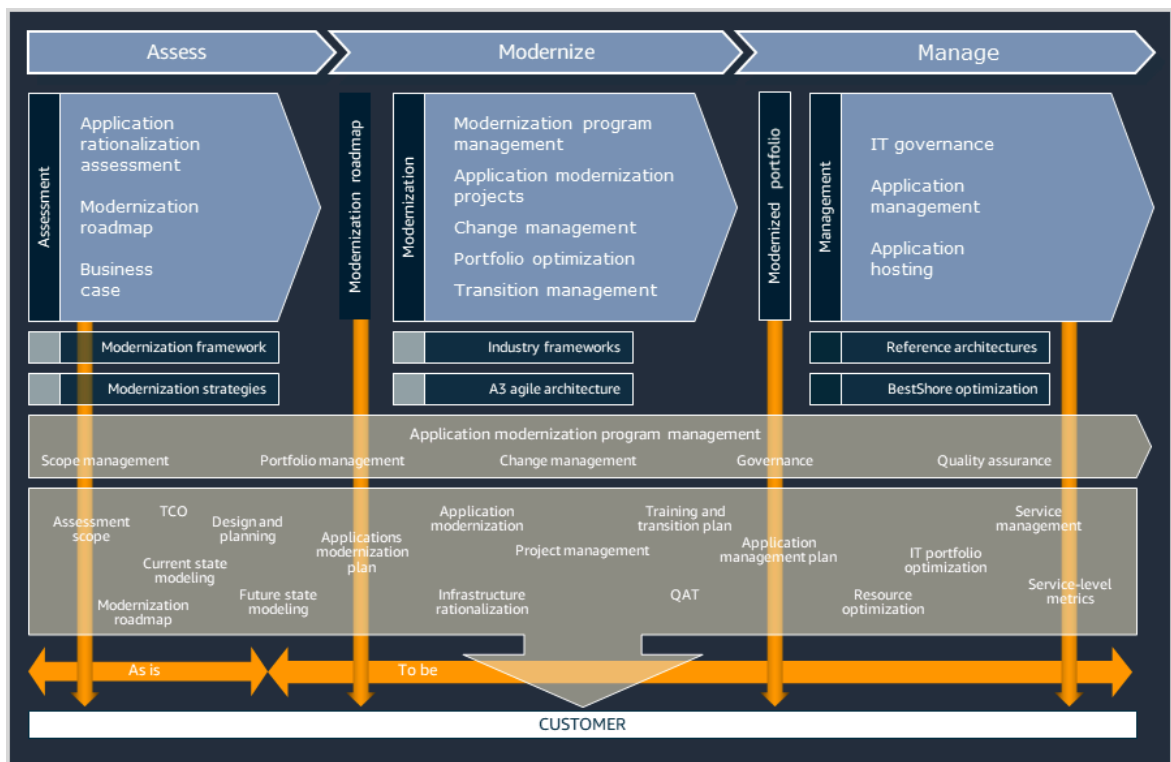 Assess
Modernize
Manage
Assessment
Application
rationalization
assessment
Modernization
roadmap
Business
case
Modernization roadmap
Modernization
Modernization program
management
Application modernization
projects
Change management
Portfolio optimization
Transition management
Modernized portfolio
Management
IT governance
Application
management
Application
hosting
Modernization framework
Industry frameworks
Reference architectures
Modernization strategies
A3 agile architecture
BestShore optimization
Application modernization program management
Scope management
Portfolio management
Change management
Governance
Quality assurance
Assessment
scope
TCO
Design and
planning
Current state
modeling
Modernization
roadmap
Future state
modeling
Applications
modernization
plan
Application
modernization
Project management
Infrastructure
rationalization
Training and
transition plan
QAT
Application
management plan
Resource
optimization
IT portfolio
optimization
Service
management
Service-level
metrics
As is
To be
CUSTOMER